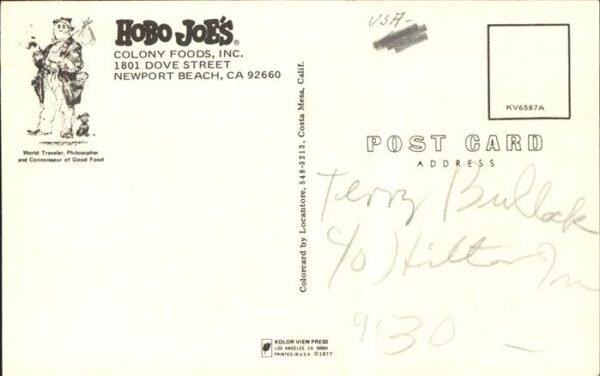 HOBO JOE'S®
COLONY FOODS, INC.
1801 DOVE STREET
NEWPORT BEACH, CA 92660
World Traveler, Philosopher
and Connoisseur of Good Food
USA-
KV6587A
POST CARD
ADDRESS
Terry Bullock
c/o Hilton Inn
9:30
Colorcard by Locantore, 548-3213, Costa Mesa, Calif.
KOLOR VIEW PRESS
LOS ANGELES, CA 90064
PRINTED IN U.S.A ©1977